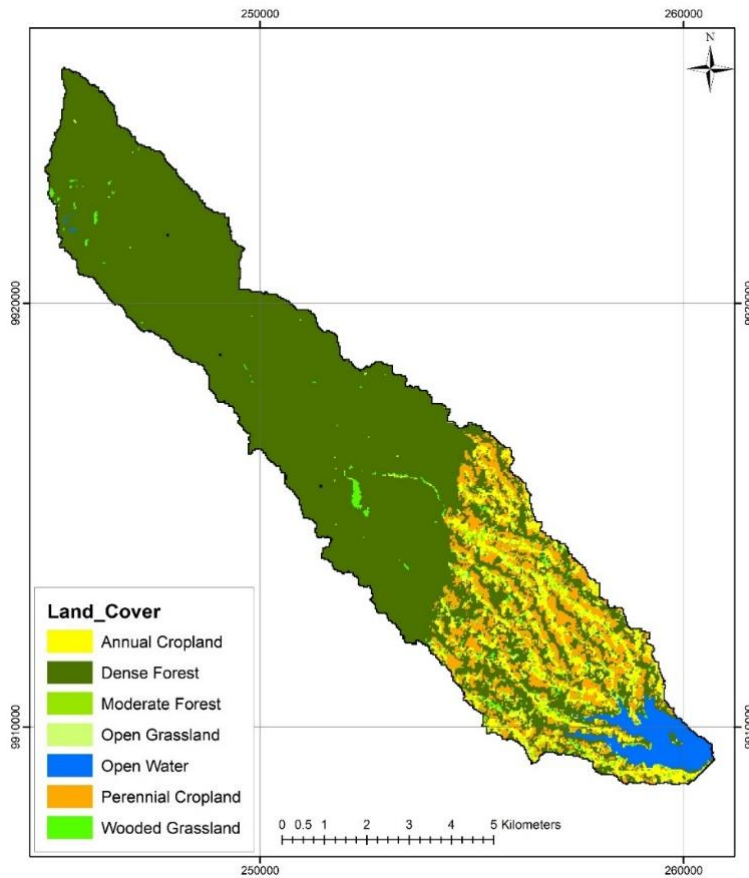 250000 260000
N
9920000 9920000
Land_Cover
Annual Cropland
Dense Forest
Moderate Forest
Open Grassland
Open Water
Perennial Cropland
Wooded Grassland
9910000
0 0.5 1 2 3 4 5 Kilometers
250000 260000